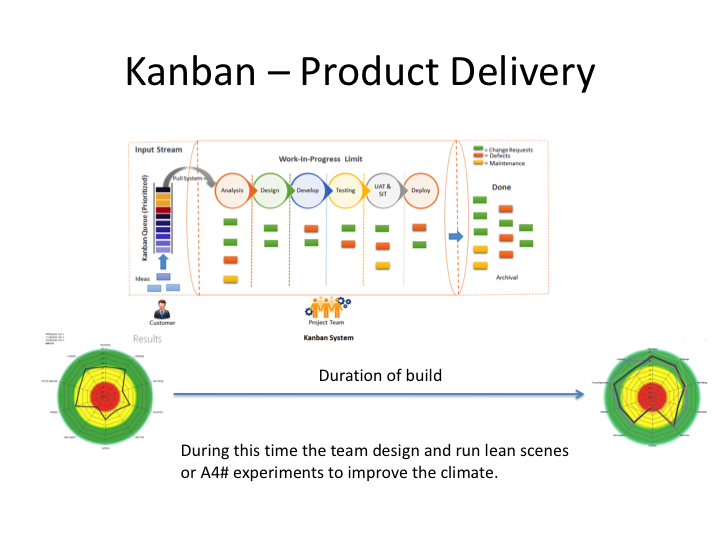 Kanban – Product Delivery
Input Stream
Pull System
Work-In-Progress Limit
= Change Requests
= Defects
= Maintenance
Kanban Queue (Prioritized)
Analysis
Design
Develop
Testing
UAT &
SIT
Deploy
Done
Ideas
Archival
Customer
Project Team
Kanban System
Results
Duration of build
During this time the team design and run lean scenes
or A4# experiments to improve the climate.